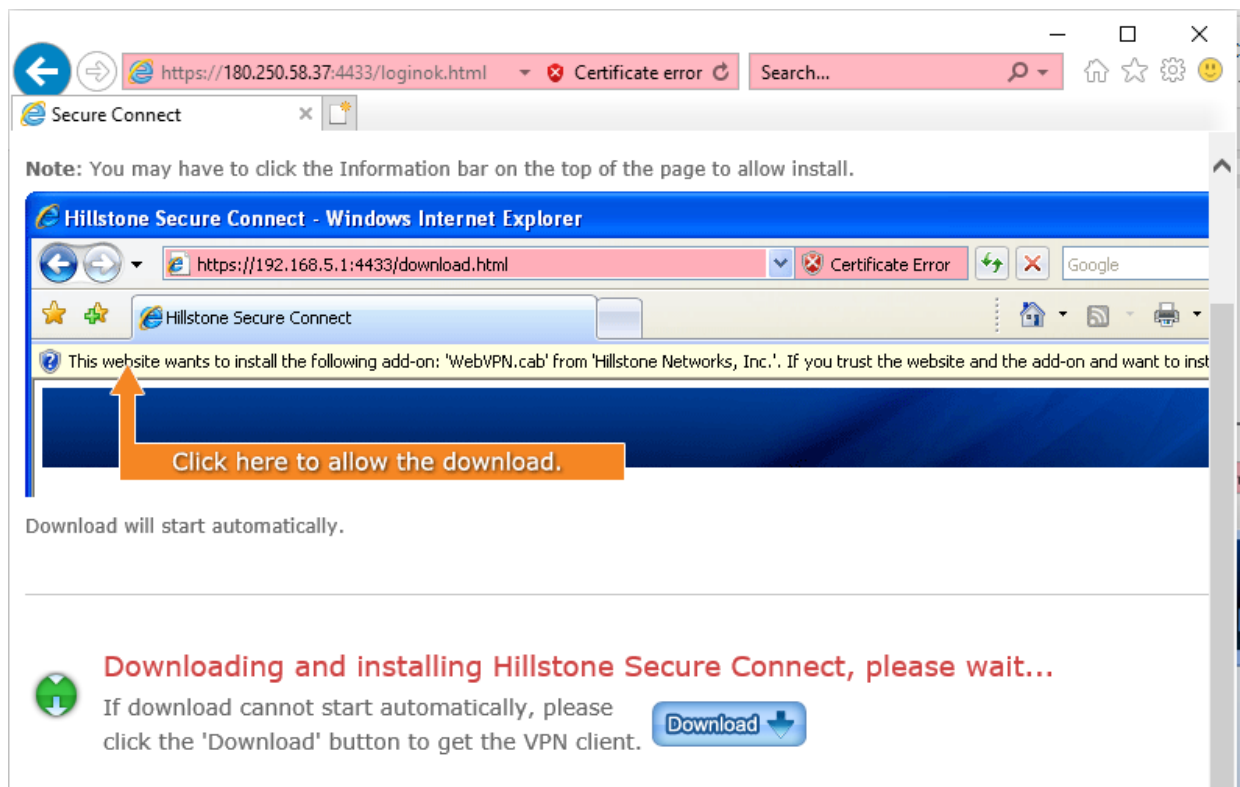 https://180.250.58.37:4433/loginok.html Certificate error Search...
Secure Connect
Note: You may have to click the Information bar on the top of the page to allow install.
Hillstone Secure Connect - Windows Internet Explorer
https://192.168.5.1:4433/download.html Certificate Error Google
Hillstone Secure Connect
This website wants to install the following add-on: 'WebVPN.cab' from 'Hillstone Networks, Inc.'. If you trust the website and the add-on and want to inst
Click here to allow the download.
Download will start automatically.
Downloading and installing Hillstone Secure Connect, please wait...
If download cannot start automatically, please
click the 'Download' button to get the VPN client.
Download